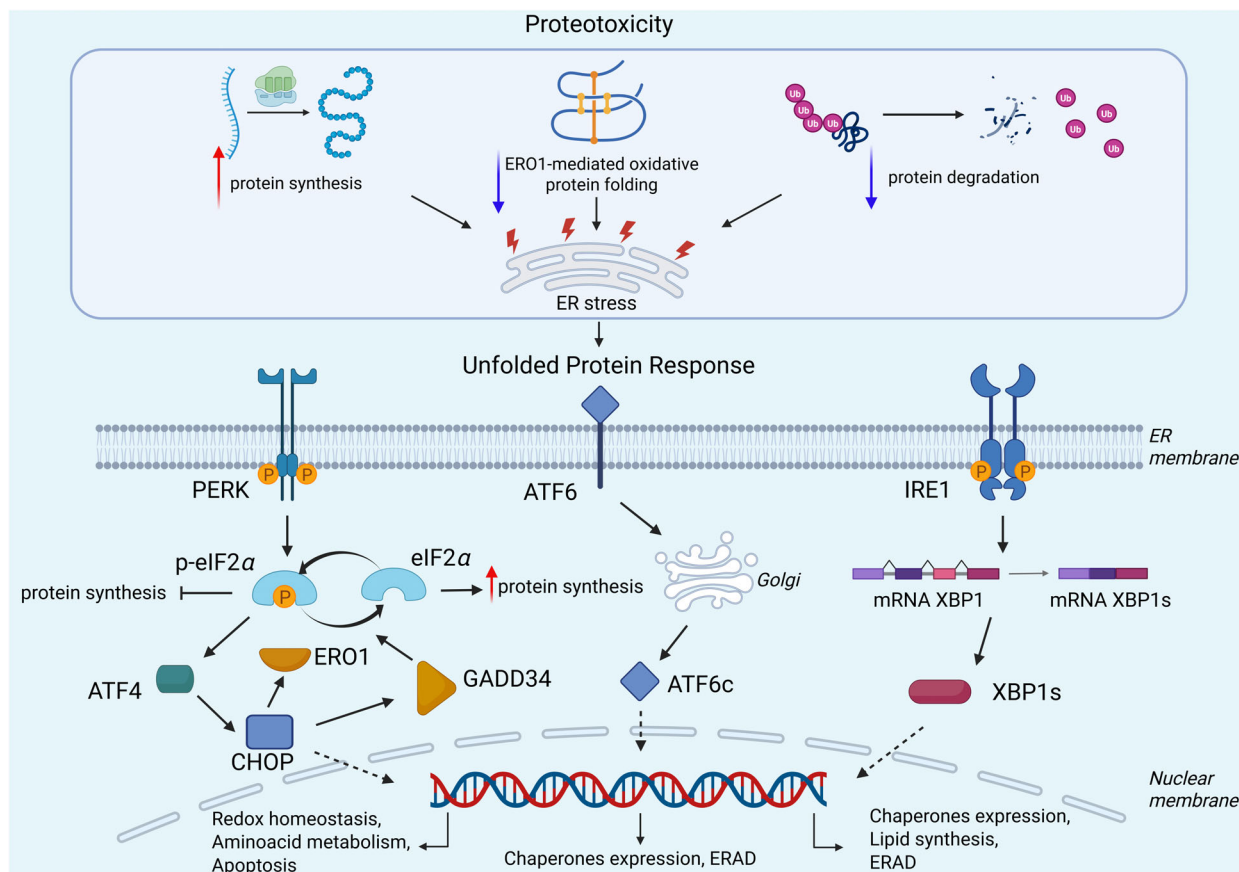 Proteotoxicity
protein synthesis
ERO1-mediated oxidative
protein folding
Ub
Ub
Ub
Ub
Ub
Ub
Ub
Ub
protein degradation
ER stress
Unfolded Protein Response
ER
membrane
P
P
PERK
ATF6
P
P
IRE1
p-eIF2α
eIF2α
protein synthesis
P
protein synthesis
Golgi
mRNA XBP1
mRNA XBP1s
ERO1
ATF4
GADD34
ATF6c
XBP1s
CHOP
Nuclear
membrane
Redox homeostasis,
Aminoacid metabolism,
Apoptosis
Chaperones expression, ERAD
Chaperones expression,
Lipid synthesis,
ERAD